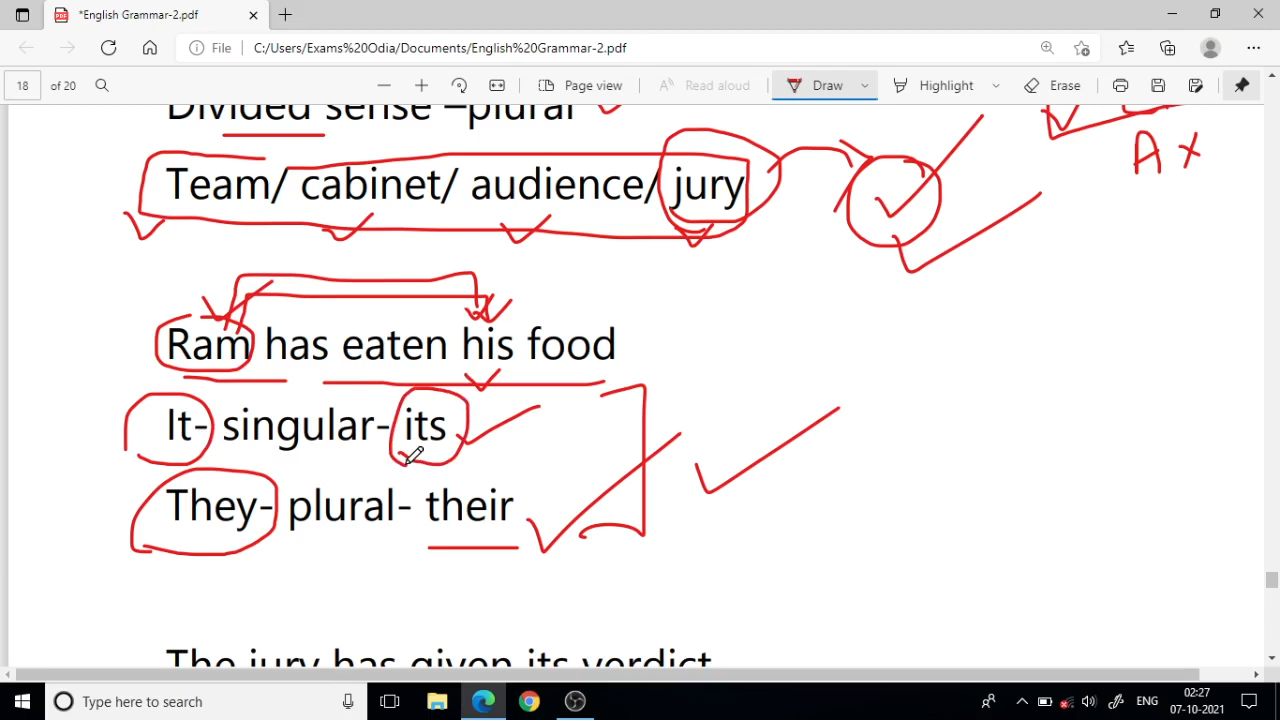 *English Grammar-2.pdf
File C:/Users/Exams%20Odia/Documents/English%20Grammar-2.pdf
18 of 20 Page view Read aloud Draw Highlight Erase
Divided sense –plural
A x
Team/ cabinet/ audience/ jury
Ram has eaten his food
It- singular- its
They- plural- their
The jury has given its verdict
Type here to search
ENG
02:27
07-10-2021